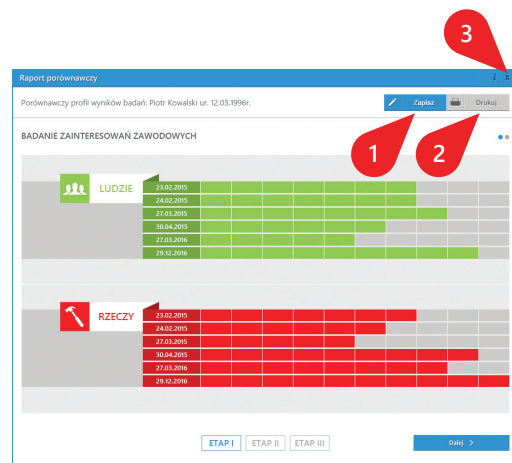 3
Raport porównawczy i x
Porównawczy profil wyników badań: Piotr Kowalski ur. 12.03.1996r. Zapisz Drukuj
BADANIE ZAINTERESOWAŃ ZAWODOWYCH 1 2
LUDZIE 23.02.2015
24.02.2015
27.03.2015
30.04.2015
27.03.2016
29.12.2016
RZECZY 23.02.2015
24.02.2015
27.03.2015
30.04.2015
27.03.2016
29.12.2016
ETAP I ETAP II ETAP III Dalej >